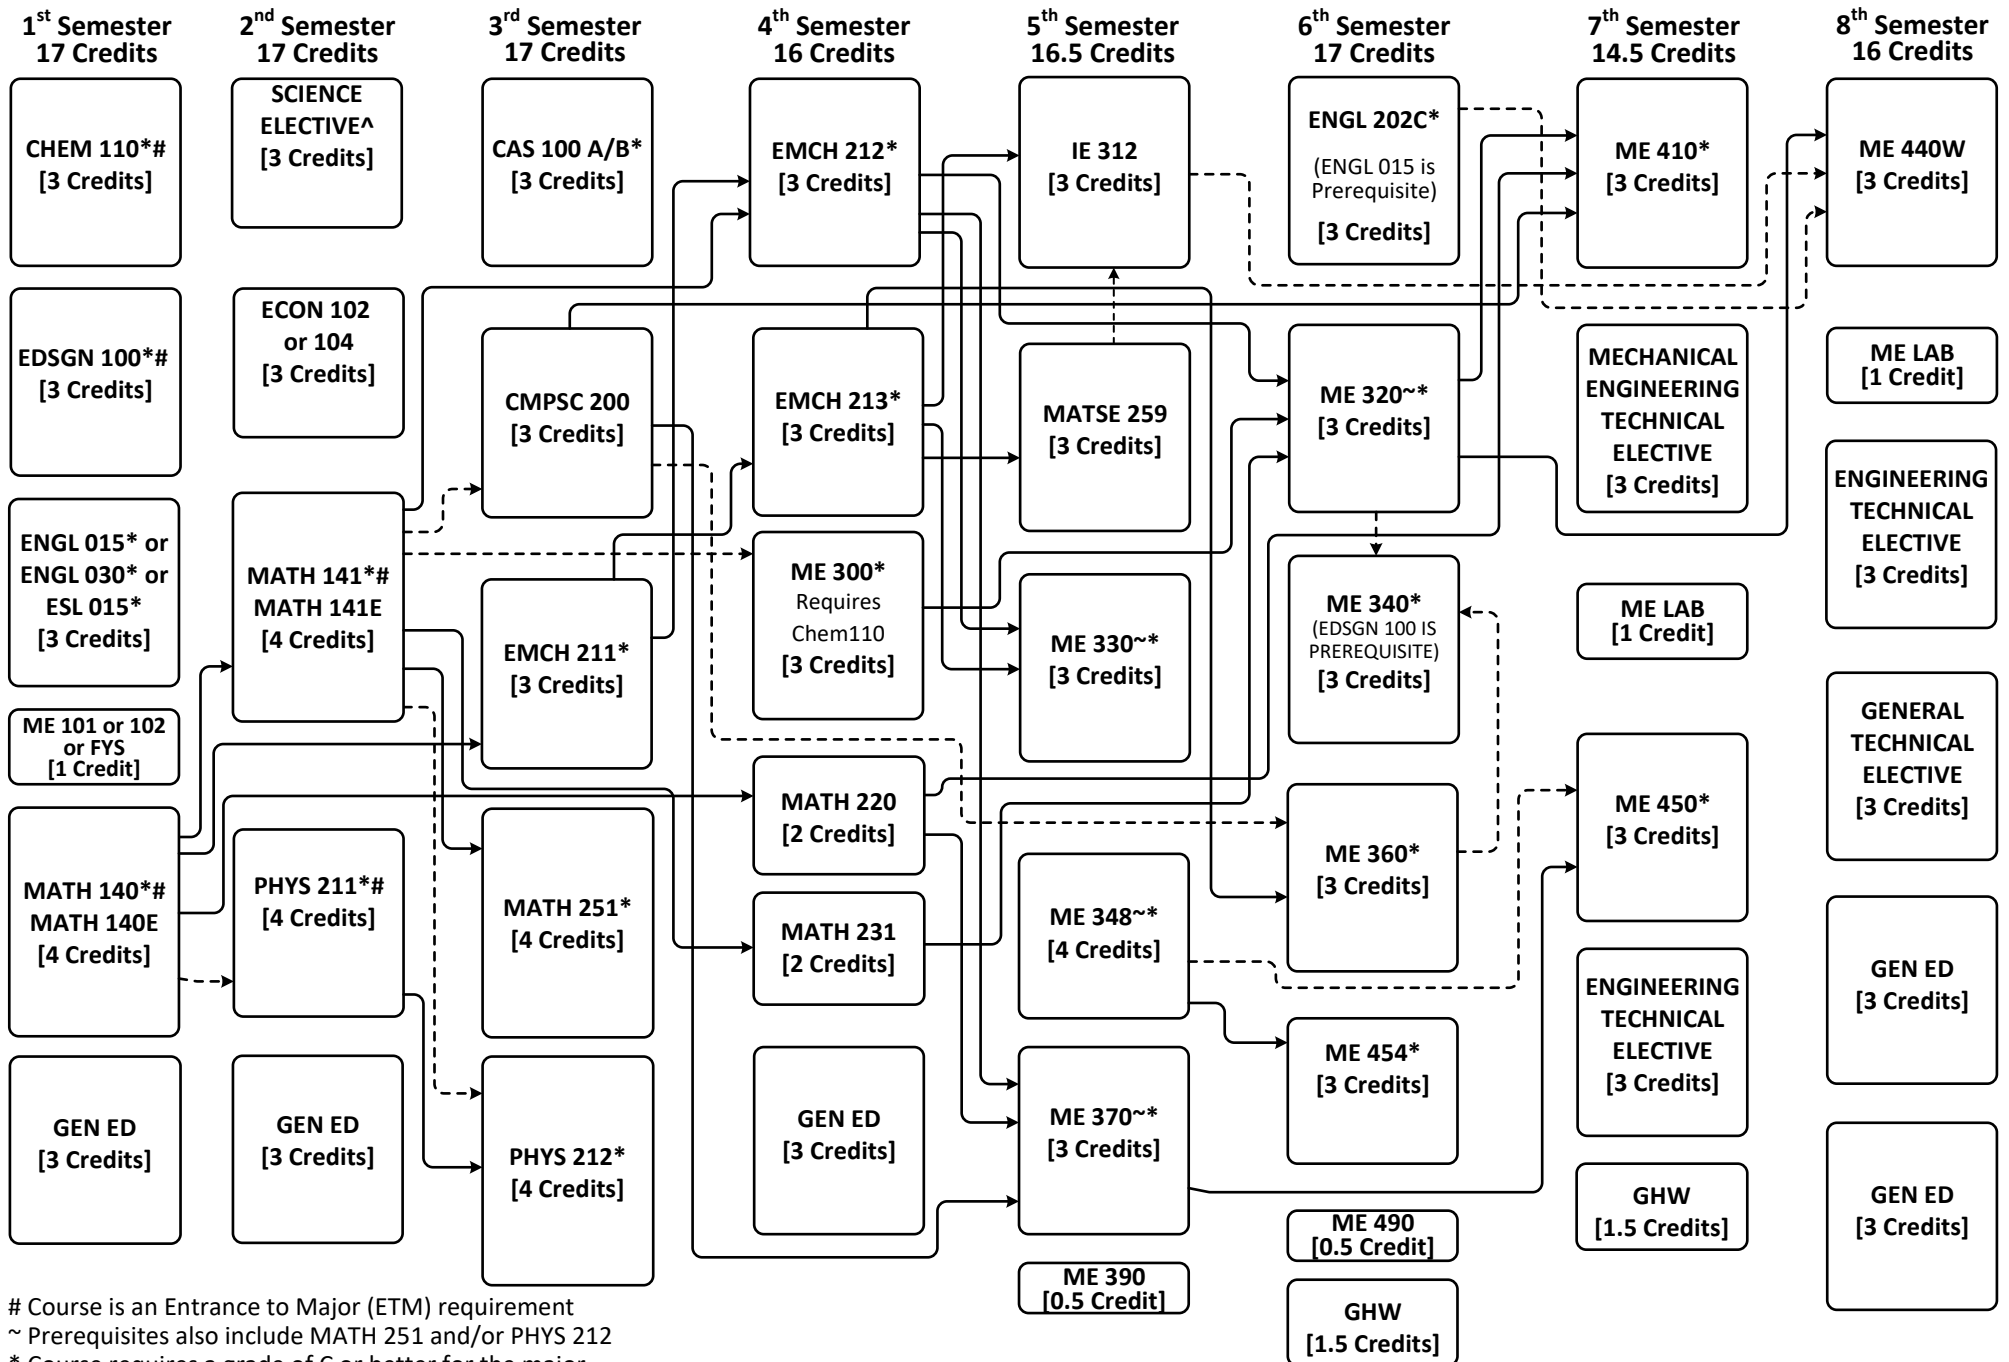 1st Semester
17 Credits
2nd Semester
17 Credits
3rd Semester
17 Credits
4th Semester
16 Credits
5th Semester
16.5 Credits
6th Semester
17 Credits
7th Semester
14.5 Credits
8th Semester
16 Credits
CHEM 110*#
[3 Credits]
EDSGN 100*#
[3 Credits]
ENGL 015* or
ENGL 030* or
ESL 015*
[3 Credits]
ME 101 or 102
or FYS
[1 Credit]
MATH 140*#
MATH 140E
[4 Credits]
GEN ED
[3 Credits]
SCIENCE
ELECTIVE^
[3 Credits]
ECON 102
or 104
[3 Credits]
MATH 141*#
MATH 141E
[4 Credits]
PHYS 211*#
[4 Credits]
GEN ED
[3 Credits]
CAS 100 A/B*
[3 Credits]
CMPSC 200
[3 Credits]
EMCH 211*
[3 Credits]
MATH 251*
[4 Credits]
PHYS 212*
[4 Credits]
EMCH 212*
[3 Credits]
EMCH 213*
[3 Credits]
ME 300*
Requires
Chem110
[3 Credits]
MATH 220
[2 Credits]
MATH 231
[2 Credits]
GEN ED
[3 Credits]
IE 312
[3 Credits]
MATSE 259
[3 Credits]
ME 330~*
[3 Credits]
ME 348~*
[4 Credits]
ME 370~*
[3 Credits]
ME 390
[0.5 Credit]
ENGL 202C*
(ENGL 015 is
Prerequisite)
[3 Credits]
ME 320~*
[3 Credits]
ME 340*
(EDSGN 100 IS
PREREQUISITE)
[3 Credits]
ME 360*
[3 Credits]
ME 454*
[3 Credits]
ME 490
[0.5 Credit]
GHW
[1.5 Credits]
ME 410*
[3 Credits]
MECHANICAL
ENGINEERING
TECHNICAL
ELECTIVE
[3 Credits]
ME LAB
[1 Credit]
ME 450*
[3 Credits]
ENGINEERING
TECHNICAL
ELECTIVE
[3 Credits]
GHW
[1.5 Credits]
ME 440W
[3 Credits]
ME LAB
[1 Credit]
ENGINEERING
TECHNICAL
ELECTIVE
[3 Credits]
GENERAL
TECHNICAL
ELECTIVE
[3 Credits]
GEN ED
[3 Credits]
GEN ED
[3 Credits]
# Course is an Entrance to Major (ETM) requirement
~ Prerequisites also include MATH 251 and/or PHYS 212
* Course requires a grade of C or better for the major